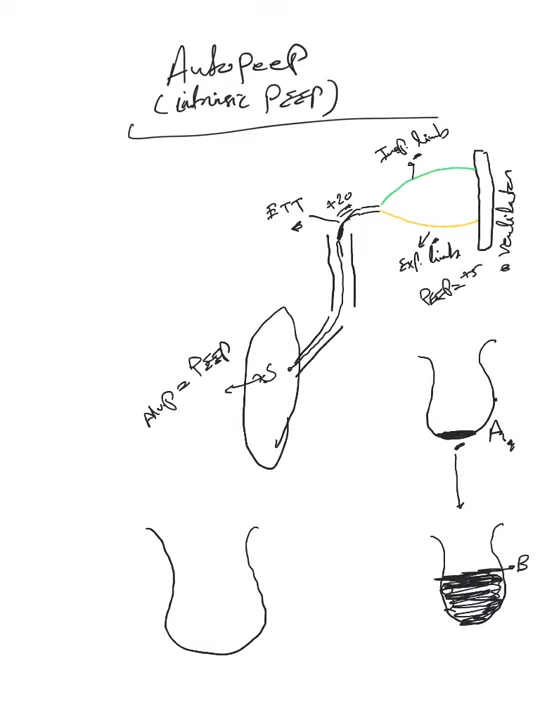 AutopeeP
(intrinsic PEEP)
Insp. limb
+20
ETT
ventilator
Exp. limb
PEEP=+5
Alv P = PEEP
+5
A
B